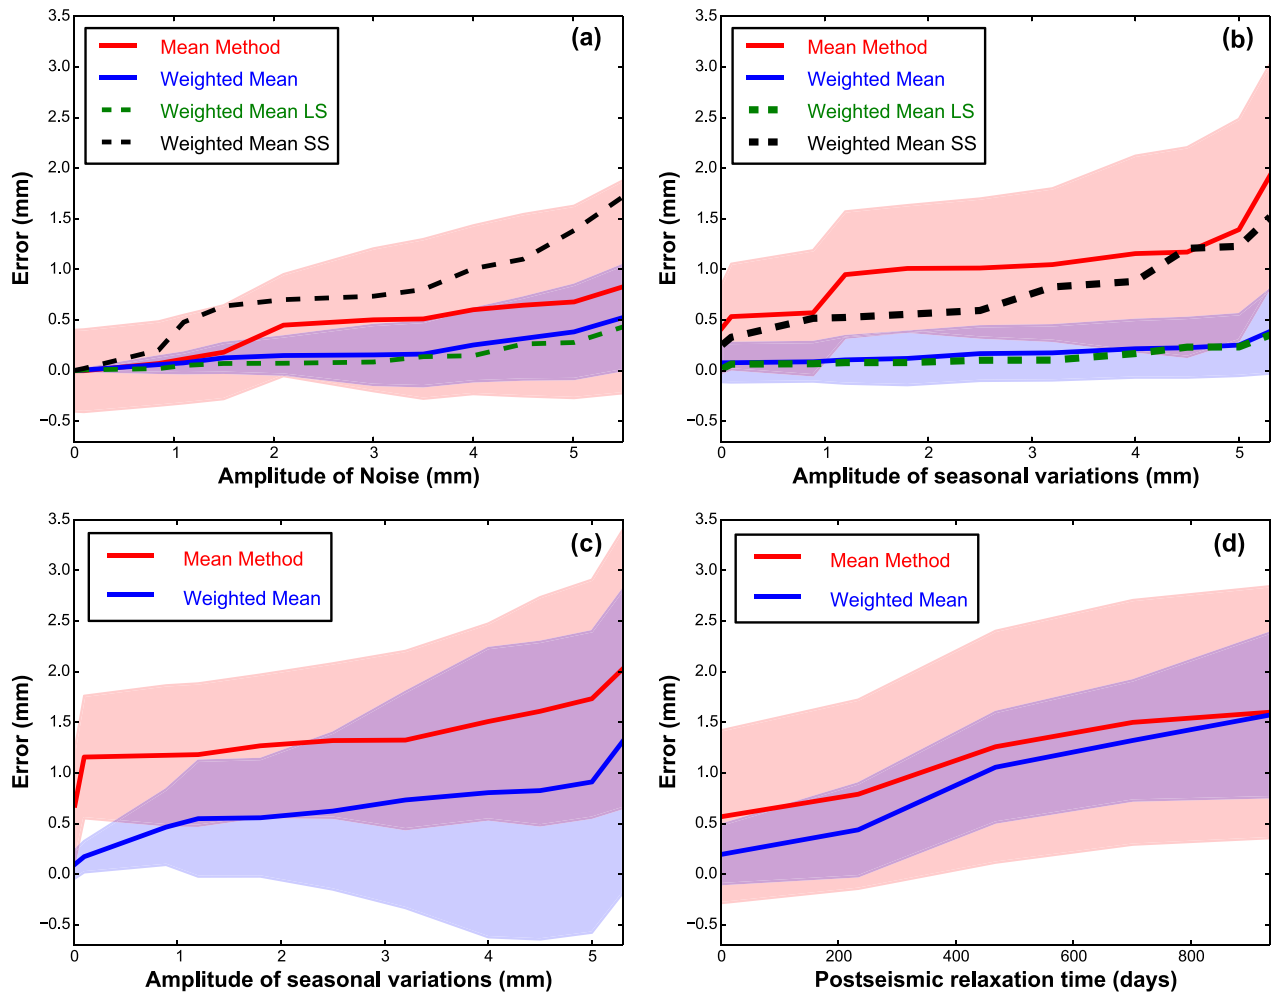 3.5
3.0
2.5
2.0
1.5
1.0
0.5
0.0
−0.5
Error (mm)
Mean Method
Weighted Mean
Weighted Mean LS
Weighted Mean SS
(a)
0 1 2 3 4 5
Amplitude of Noise (mm)
3.5
3.0
2.5
2.0
1.5
1.0
0.5
0.0
−0.5
Error (mm)
Mean Method
Weighted Mean
Weighted Mean LS
Weighted Mean SS
(b)
0 1 2 3 4 5
Amplitude of seasonal variations (mm)
3.5
3.0
2.5
2.0
1.5
1.0
0.5
0.0
−0.5
Error (mm)
Mean Method
Weighted Mean
(c)
0 1 2 3 4 5
Amplitude of seasonal variations (mm)
3.5
3.0
2.5
2.0
1.5
1.0
0.5
0.0
−0.5
Error (mm)
Mean Method
Weighted Mean
(d)
0 200 400 600 800
Postseismic relaxation time (days)